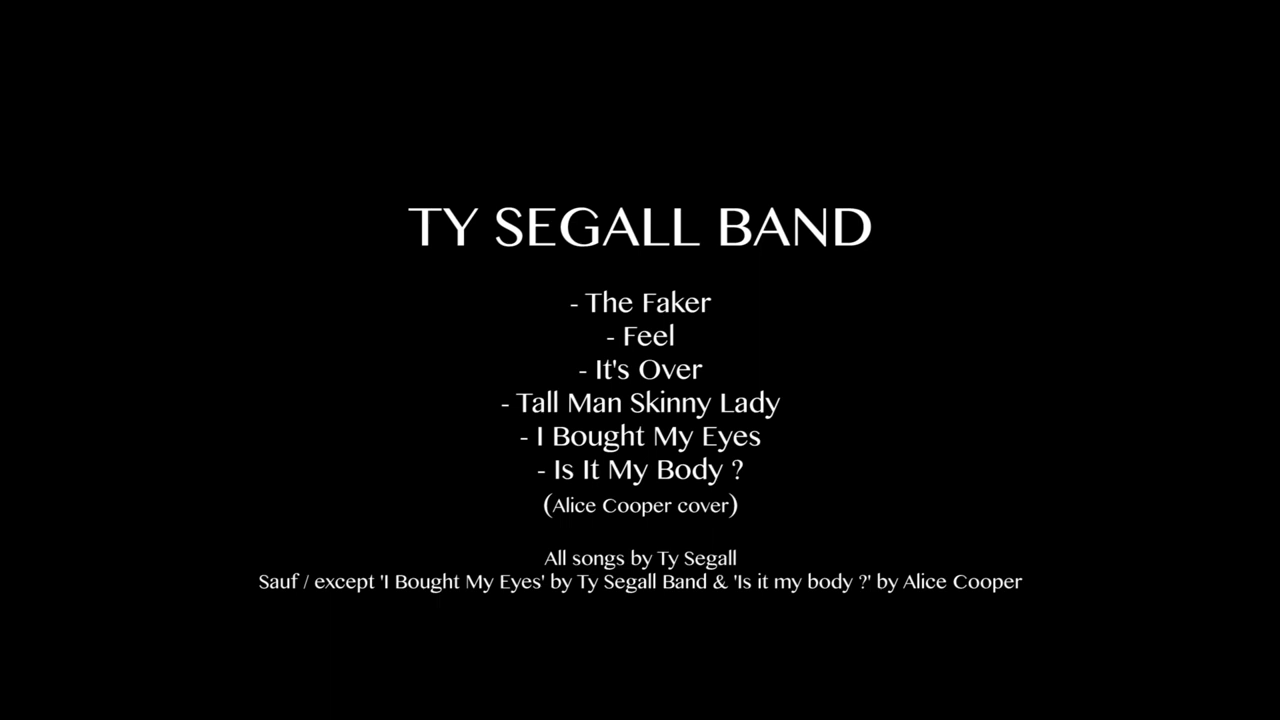 TY SEGALL BAND
- The Faker
- Feel
- It's Over
- Tall Man Skinny Lady
- I Bought My Eyes
- Is It My Body ?
(Alice Cooper cover)
All songs by Ty Segall
Sauf / except 'I Bought My Eyes' by Ty Segall Band & 'Is it my body ?' by Alice Cooper